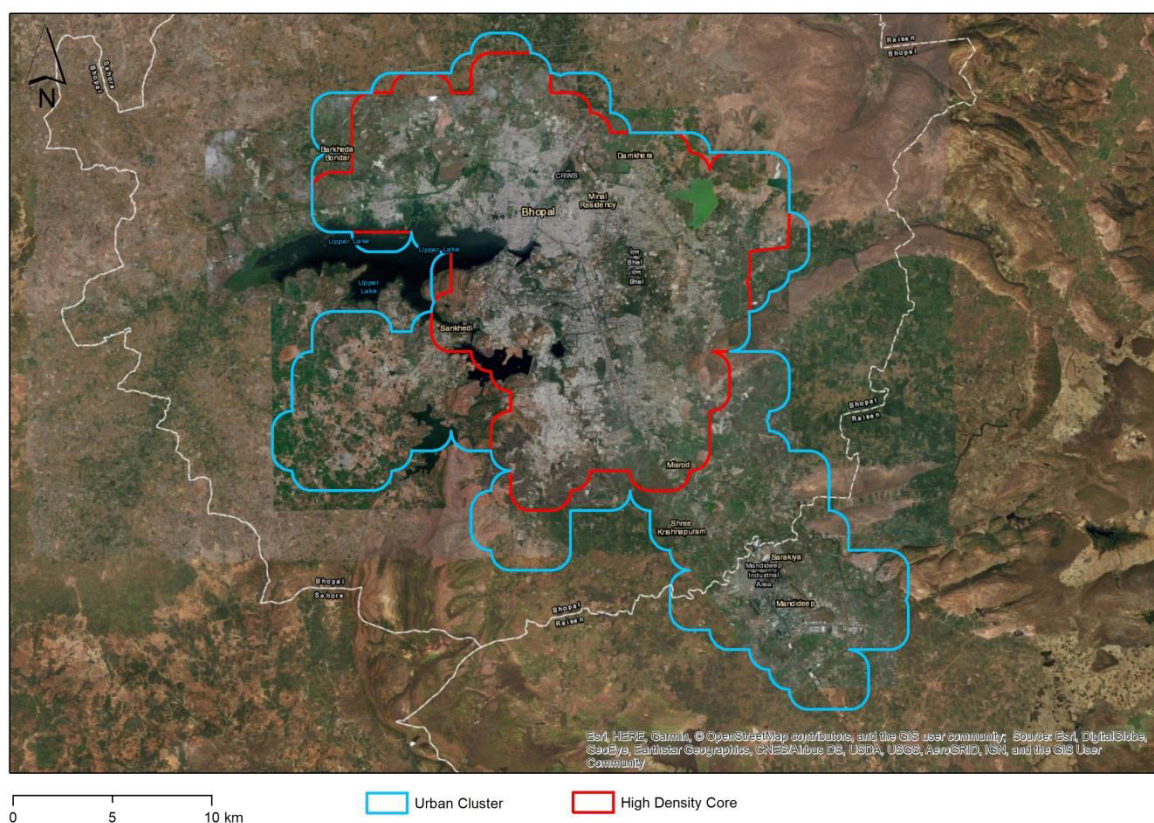 Raisen
Bhopal
Sehore
Bhopal
N
Barkheda
Bondar
Damkhera
CRWS
Minal
Residency
Bhopal
Upper Lake
Upper Lake
Upper
Lake
Bhel
Bhel
Sankhedi
Bhopal
Raisen
Misrod
Shree
Krishnapuram
Sarakiya
Mandideep
Industrial
Area
Mandideep
Bhopal
Sehore
Bhopal
Raisen
Esri, HERE, Garmin, © OpenStreetMap contributors, and the GIS user community; Source: Esri, DigitalGlobe,
GeoEye, Earthstar Geographics, CNES/Airbus DS, USDA, USGS, AeroGRID, IGN, and the GIS User
Community
0 5 10 km
Urban Cluster
High Density Core